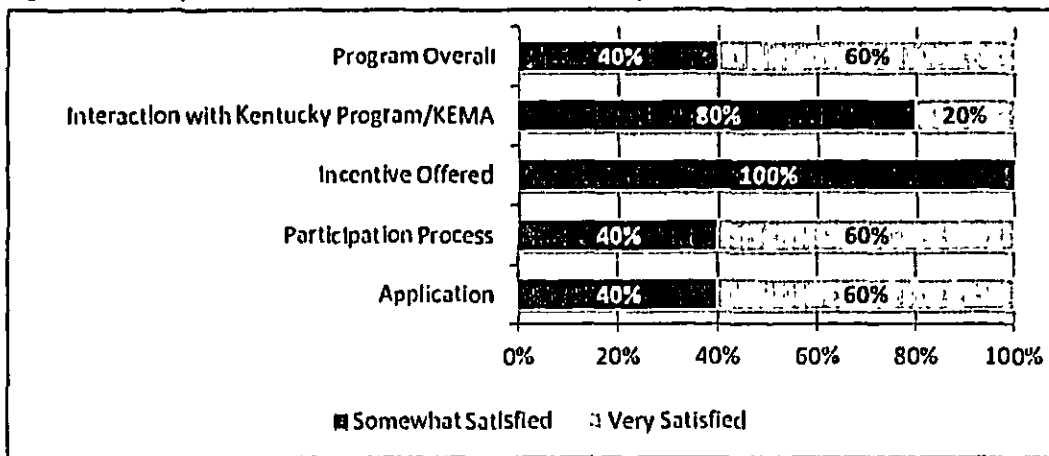 Program Overall 40% 60%
Interaction with Kentucky Program/KEMA 80% 20%
Incentive Offered 100%
Participation Process 40% 60%
Application 40% 60%
0% 20% 40% 60% 80% 100%
Somewhat Satisfied Very Satisfied